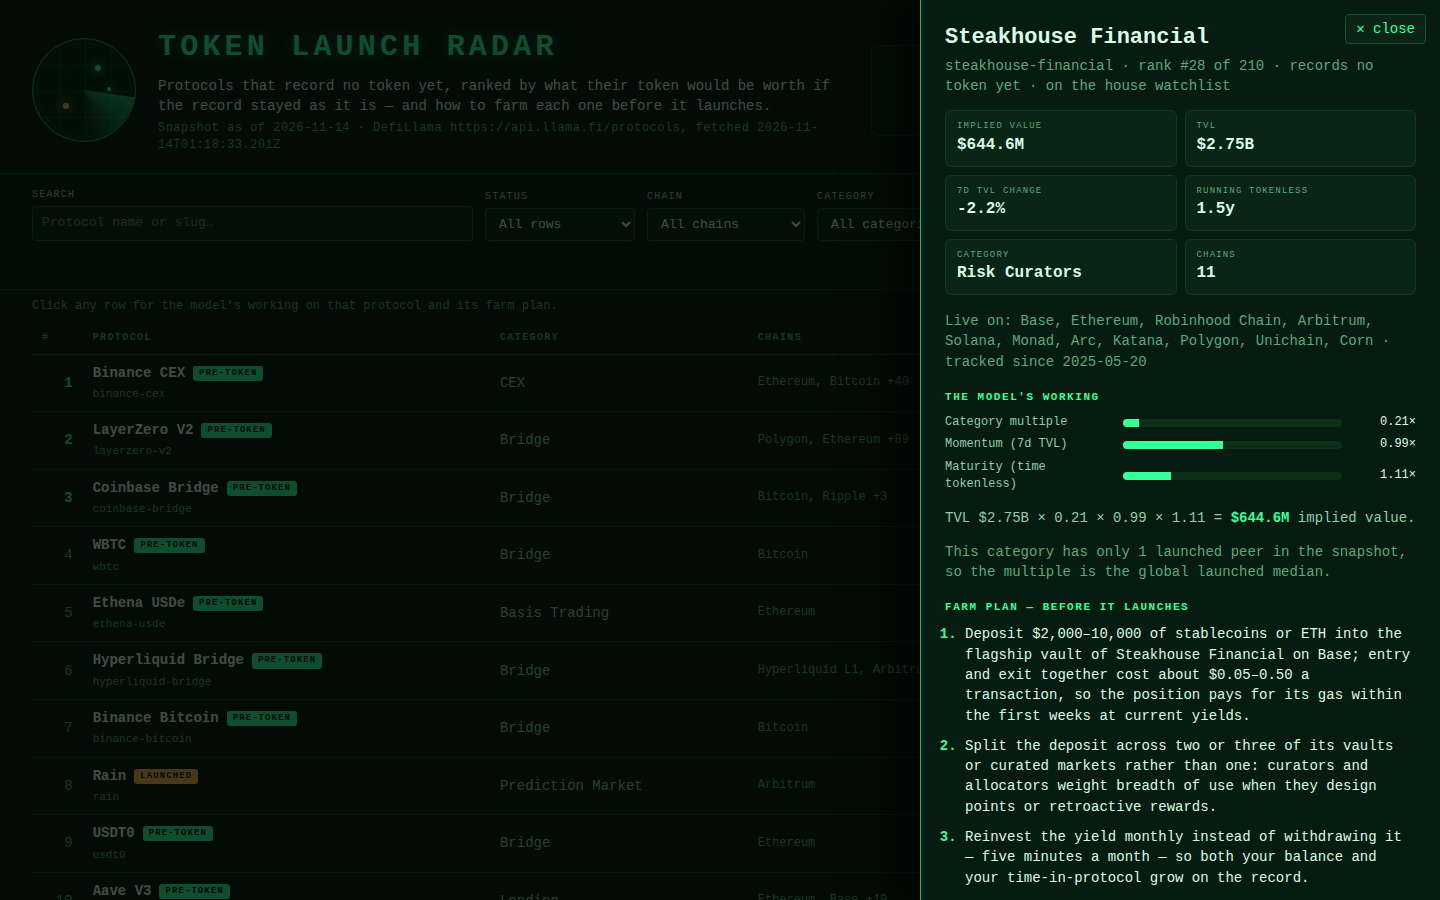 TOKEN LAUNCH RADAR
Protocols that record no token yet, ranked by what their token would be worth if
the record stayed as it is — and how to farm each one before it launches.
Snapshot as of 2026-11-14 · DefiLlama https://api.llama.fi/protocols, fetched 2026-11-
14T01:18:33.201Z
SEARCH
Protocol name or slug…
STATUS
All rows
CHAIN
All chains
CATEGORY
All categori
Click any row for the model's working on that protocol and its farm plan.
# PROTOCOL CATEGORY CHAINS
1 Binance CEX PRE-TOKEN CEX Ethereum, Bitcoin +40
binance-cex
2 LayerZero V2 PRE-TOKEN Bridge Polygon, Ethereum +89
layerzero-v2
3 Coinbase Bridge PRE-TOKEN Bridge Bitcoin, Ripple +3
coinbase-bridge
4 WBTC PRE-TOKEN Bridge Bitcoin
wbtc
5 Ethena USDe PRE-TOKEN Basis Trading Ethereum
ethena-usde
6 Hyperliquid Bridge PRE-TOKEN Bridge Hyperliquid L1, Arbitru
hyperliquid-bridge
7 Binance Bitcoin PRE-TOKEN Bridge Bitcoin
binance-bitcoin
8 Rain LAUNCHED Prediction Market Arbitrum
rain
9 USDT0 PRE-TOKEN Bridge Ethereum
usdt0
10 Aave V3 PRE-TOKEN Lending Ethereum, Base +19
× close
Steakhouse Financial
steakhouse-financial · rank #28 of 210 · records no
token yet · on the house watchlist
IMPLIED VALUE
$644.6M
TVL
$2.75B
7D TVL CHANGE
-2.2%
RUNNING TOKENLESS
1.5y
CATEGORY
Risk Curators
CHAINS
11
Live on: Base, Ethereum, Robinhood Chain, Arbitrum,
Solana, Monad, Arc, Katana, Polygon, Unichain, Corn ·
tracked since 2025-05-20
THE MODEL'S WORKING
Category multiple 0.21×
Momentum (7d TVL) 0.99×
Maturity (time
tokenless) 1.11×
TVL $2.75B × 0.21 × 0.99 × 1.11 = $644.6M implied value.
This category has only 1 launched peer in the snapshot,
so the multiple is the global launched median.
FARM PLAN — BEFORE IT LAUNCHES
1. Deposit $2,000–10,000 of stablecoins or ETH into the
flagship vault of Steakhouse Financial on Base; entry
and exit together cost about $0.05–0.50 a
transaction, so the position pays for its gas within
the first weeks at current yields.
2. Split the deposit across two or three of its vaults
or curated markets rather than one: curators and
allocators weight breadth of use when they design
points or retroactive rewards.
3. Reinvest the yield monthly instead of withdrawing it
— five minutes a month — so both your balance and
your time-in-protocol grow on the record.